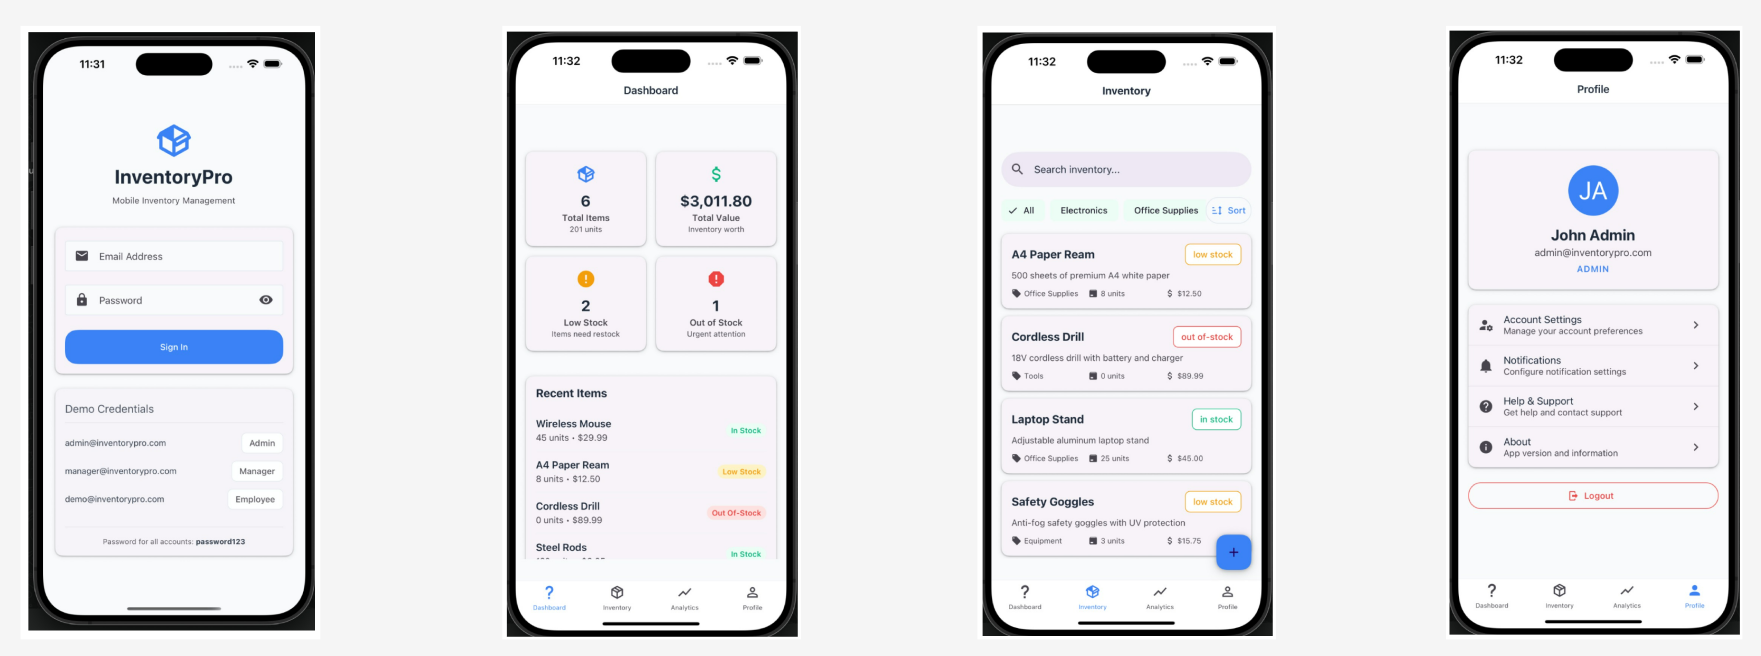 11:31
InventoryPro
Mobile Inventory Management
Email Address
Password
Sign In
Demo Credentials
admin@inventorypro.com Admin
manager@inventorypro.com Manager
demo@inventorypro.com Employee
Password for all accounts: password123
11:32
Dashboard
6
Total Items
201 units
$3,011.80
Total Value
Inventory worth
2
Low Stock
Items need restock
1
Out of Stock
Urgent attention
Recent Items
Wireless Mouse
45 units • $29.99
In Stock
A4 Paper Ream
8 units • $12.50
Low Stock
Cordless Drill
0 units • $89.99
Out Of-Stock
Steel Rods
In Stock
Dashboard Inventory Analytics Profile
11:32
Inventory
Search inventory...
All Electronics Office Supplies Sort
A4 Paper Ream low stock
500 sheets of premium A4 white paper
Office Supplies 8 units $ $12.50
Cordless Drill out of-stock
18V cordless drill with battery and charger
Tools 0 units $ $89.99
Laptop Stand in stock
Adjustable aluminum laptop stand
Office Supplies 25 units $ $45.00
Safety Goggles low stock
Anti-fog safety goggles with UV protection
Equipment 3 units $ $15.75
+
Dashboard Inventory Analytics Profile
11:32
Profile
JA
John Admin
admin@inventorypro.com
ADMIN
Account Settings
Manage your account preferences
Notifications
Configure notification settings
Help & Support
Get help and contact support
About
App version and information
Logout
Dashboard Inventory Analytics Profile